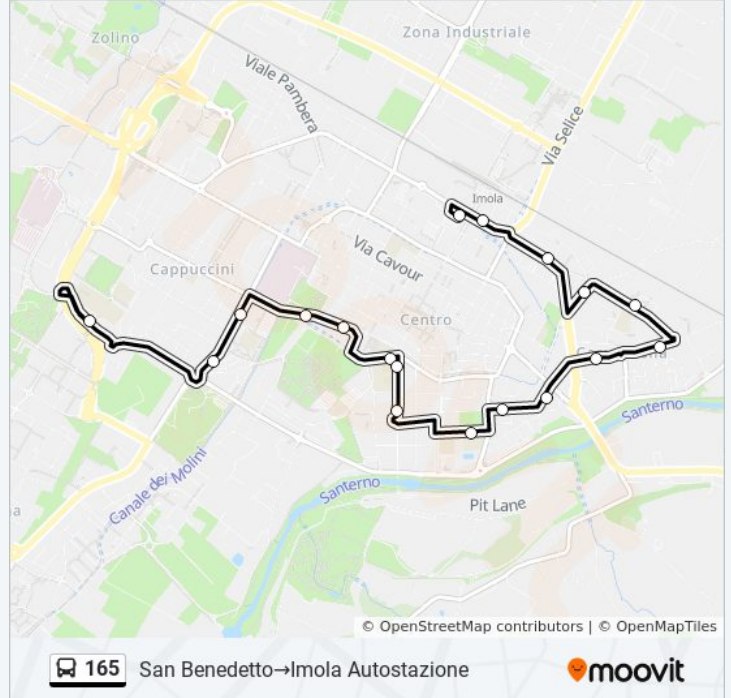 Zolino
Zona Industriale
Viale Pambera
Via Selice
Imola
Via Cavour
Cappuccini
Centro
Santerno
Canale dei Molini
Santerno
Pit Lane
© OpenStreetMap contributors | © OpenMapTiles
165 San Benedetto→Imola Autostazione
moovit